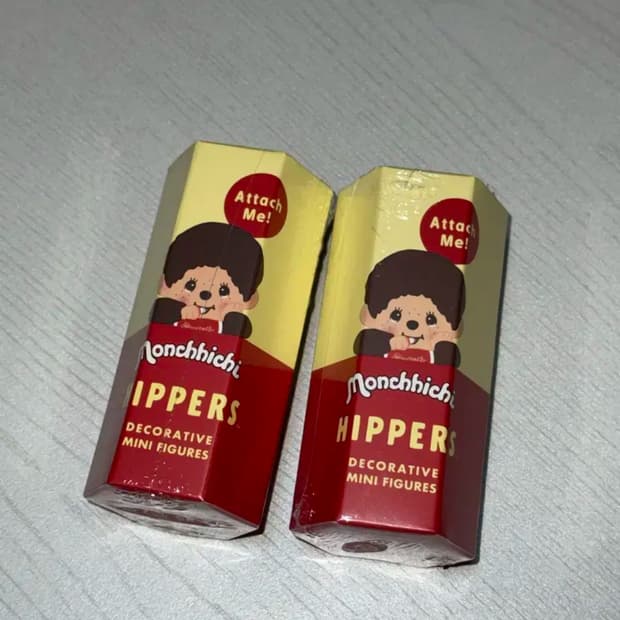 Attach
Me!
Monchhichi
HIPPERS
DECORATIVE
MINI FIGURES
Attach
Me!
Monchhichi
HIPPERS
DECORATIVE
MINI FIGURES